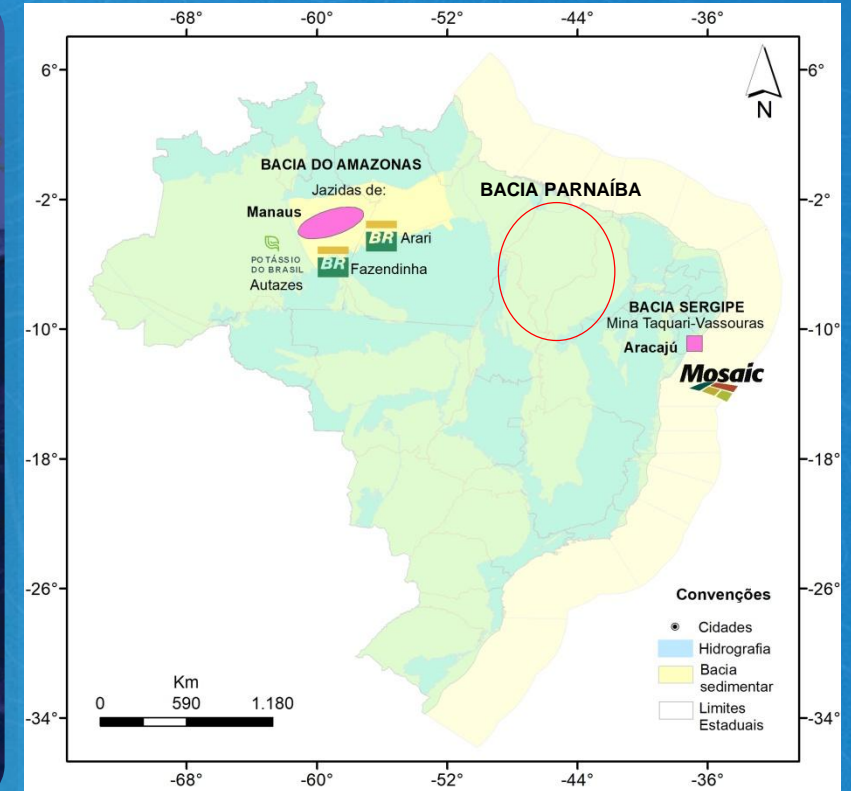 -68°
-60°
-52°
-44°
-36°
6°
6°
N
BACIA DO AMAZONAS
Jazidas de:
BACIA PARNAÍBA
-2°
-2°
Manaus
BR
Arari
POTÁSSIO
DO BRASIL
BR
Fazendinha
Autazes
BACIA SERGIPE
Mina Taquari-Vassouras
-10°
-10°
Aracajú
Mosaic
-18°
-18°
-26°
-26°
Convenções
Cidades
Hidrografia
Bacia
sedimentar
Limites
Estaduais
Km
0
590
1.180
-34°
-34°
-68°
-60°
-52°
-44°
-36°